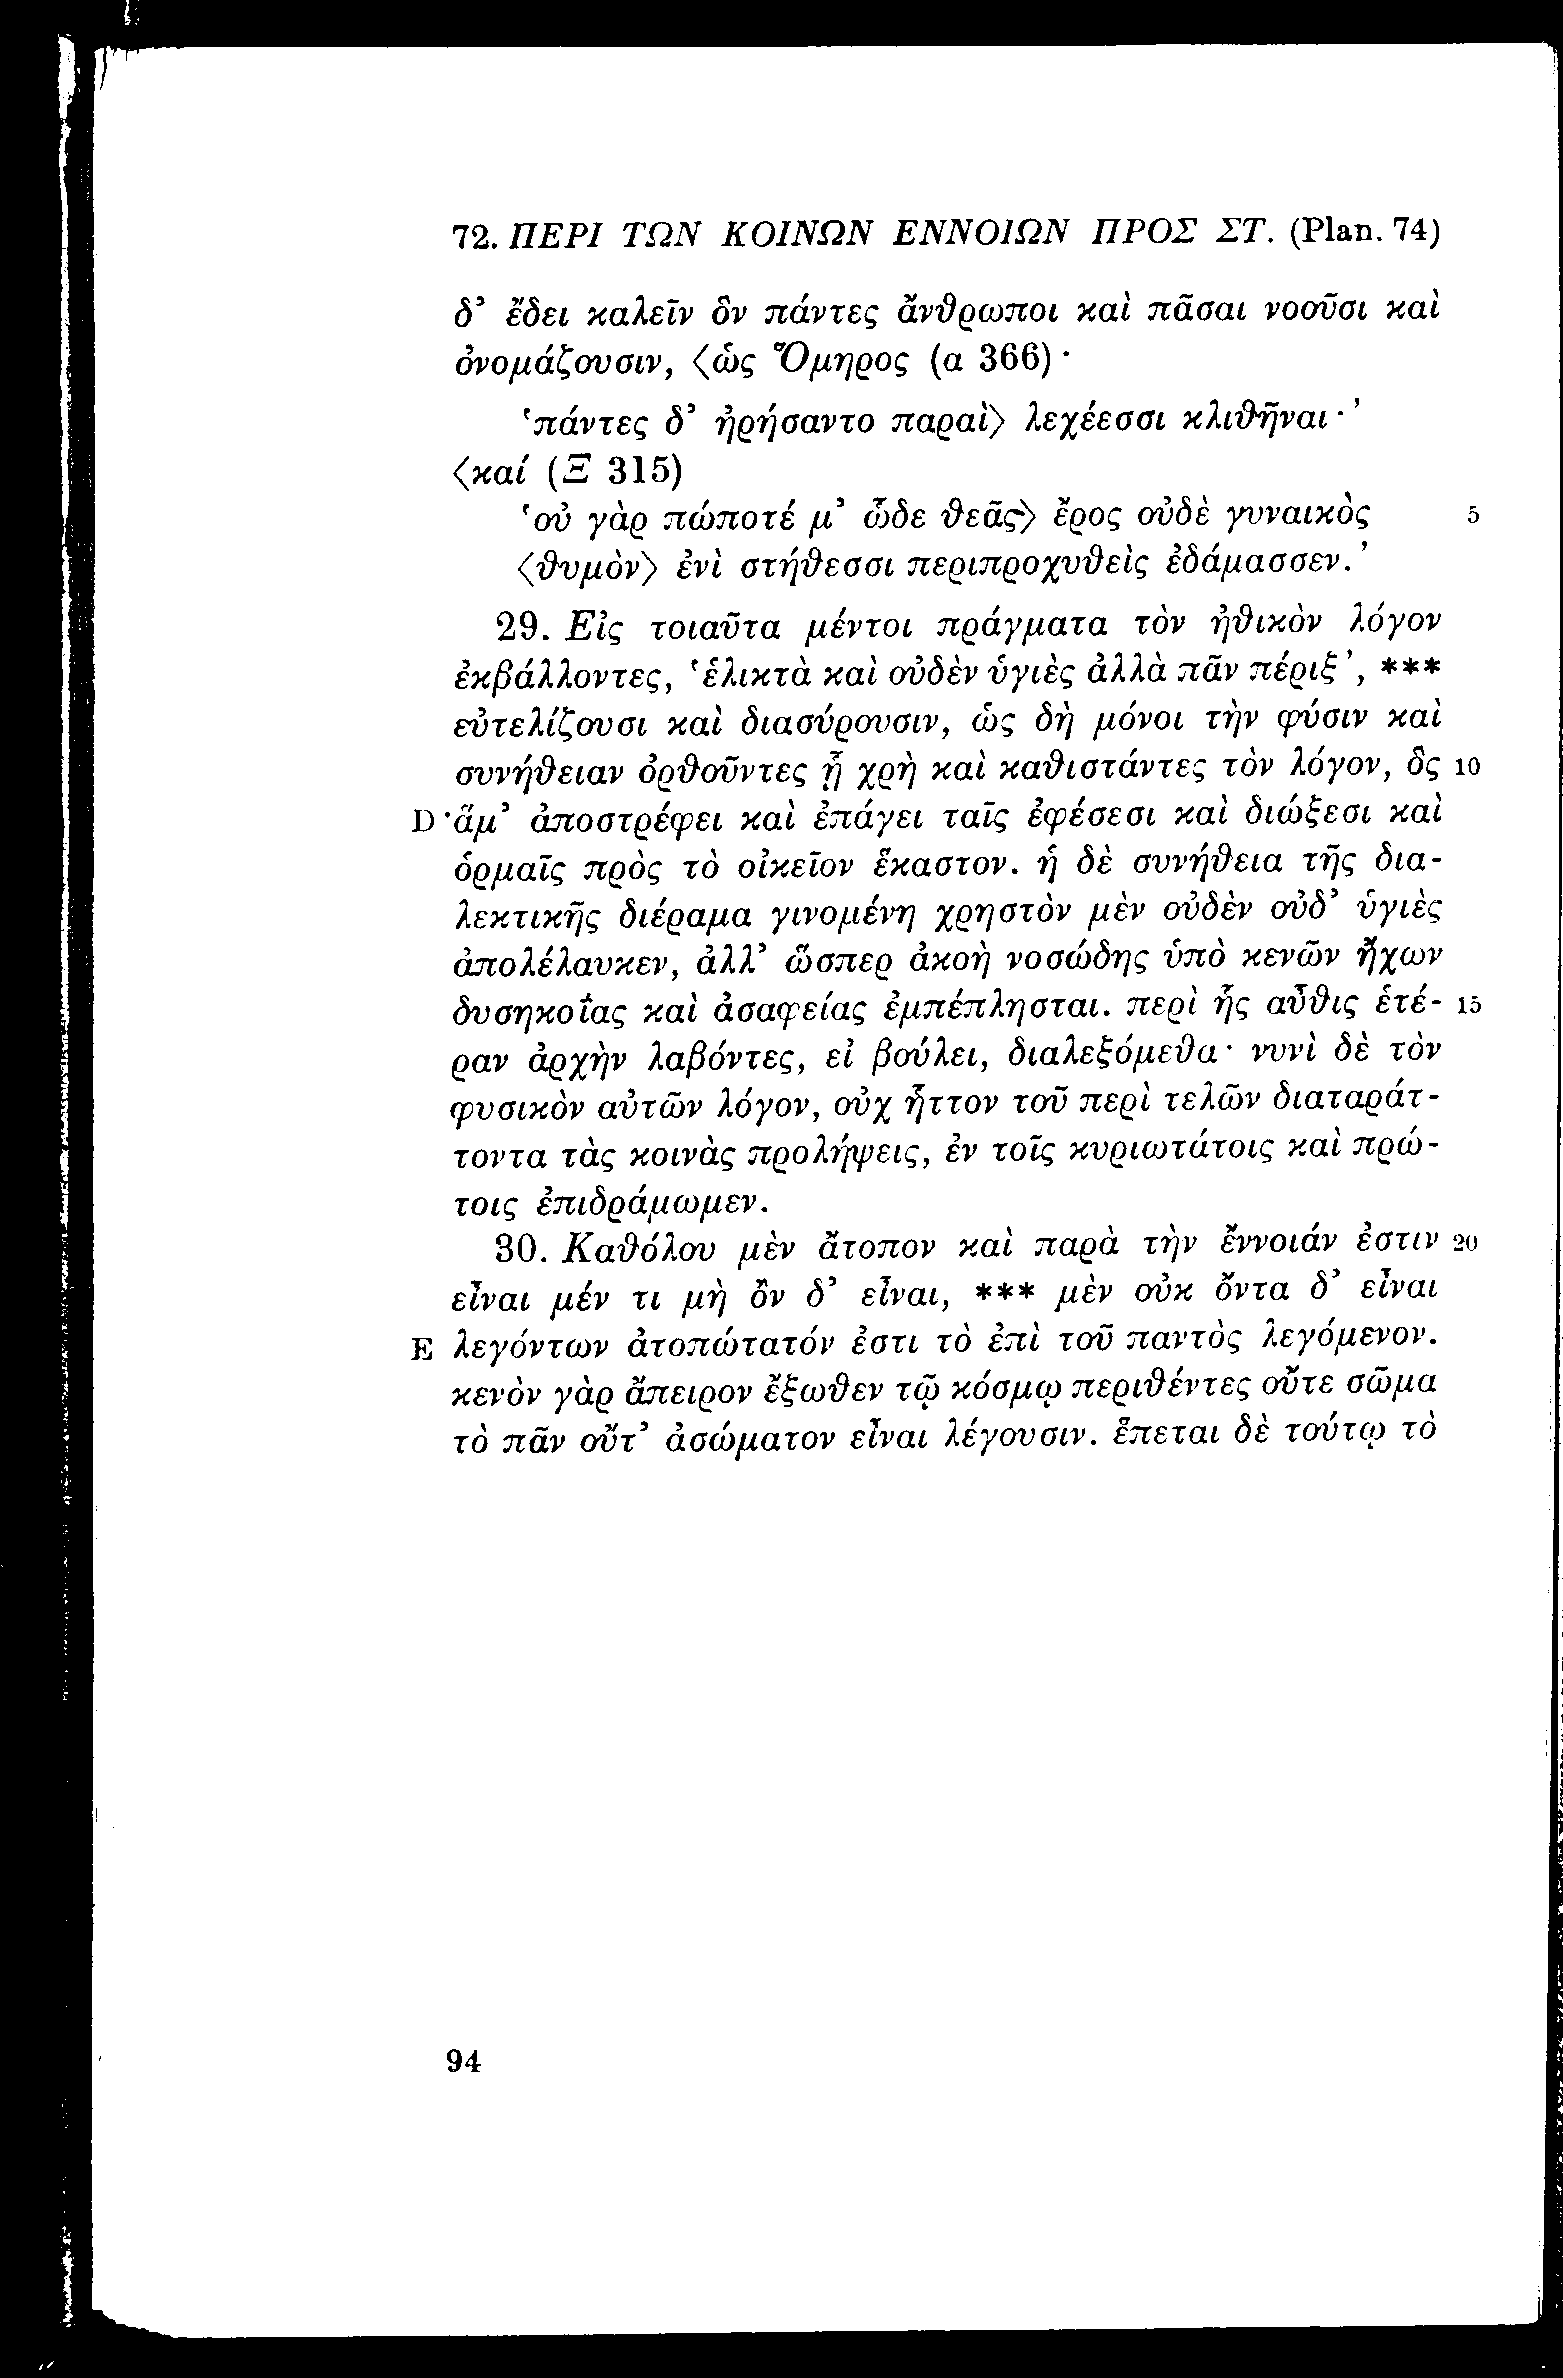 72. ΠΕΡΙ ΤΩΝ ΚΟΙΝΩΝ ΕΝΝΟΙΩΝ ΠΡΟΣ ΣΤ. (Plan. 74)
δ’ ἔδει καλεῖν ὃν πάντες ἄνθρωποι καὶ πᾶσαι νοοῦσι καὶ
ὀνομάζουσιν, ⟨ὡς Ὅμηρος (α 366)·
‘πάντες δ’ ἠρήσαντο παραὶ⟩ λεχέεσσι κλιθῆναι·’
⟨καί (Ξ 315)
‘οὐ γὰρ πώποτέ μ’ ὧδε θεᾶς⟩ ἔρος οὐδὲ γυναικὸς 5
⟨θυμὸν⟩ ἐνὶ στήθεσσι περιπροχυθεὶς ἐδάμασσεν.’
29. Εἰς τοιαῦτα μέντοι πράγματα τὸν ἠθικὸν λόγον
ἐκβάλλοντες, ‘ἑλικτὰ καὶ οὐδὲν ὑγιὲς ἀλλὰ πᾶν πέριξ’, ***
εὐτελίζουσι καὶ διασύρουσιν, ὡς δὴ μόνοι τὴν φύσιν καὶ
συνήθειαν ὀρθοῦντες ᾗ χρὴ καὶ καθιστάντες τὸν λόγον, ὃς 10
D ἅμ’ ἀποστρέφει καὶ ἐπάγει ταῖς ἐφέσεσι καὶ διώξεσι καὶ
ὁρμαῖς πρὸς τὸ οἰκεῖον ἕκαστον. ἡ δὲ συνήθεια τῆς δια-
λεκτικῆς διέραμα γινομένη χρηστὸν μὲν οὐδὲν οὐδ’ ὑγιὲς
ἀπολέλαυκεν, ἀλλ’ ὥσπερ ἀκοὴ νοσώδης ὑπὸ κενῶν ἤχων
δυσηκοΐας καὶ ἀσαφείας ἐμπέπλησται. περὶ ἧς αὖθις ἑτέ- 15
ραν ἀρχὴν λαβόντες, εἰ βούλει, διαλεξόμεθα· νυνὶ δὲ τὸν
φυσικὸν αὐτῶν λόγον, οὐχ ἧττον τοῦ περὶ τελῶν διαταράτ-
τοντα τὰς κοινὰς προλήψεις, ἐν τοῖς κυριωτάτοις καὶ πρώ-
τοις ἐπιδράμωμεν.
30. Καθόλου μὲν ἄτοπον καὶ παρὰ τὴν ἔννοιάν ἐστιν 20
εἶναι μέν τι μὴ ὂν δ’ εἶναι, *** μὲν οὐκ ὄντα δ’ εἶναι
E λεγόντων ἀτοπώτατόν ἐστι τὸ ἐπὶ τοῦ παντὸς λεγόμενον.
κενὸν γὰρ ἄπειρον ἔξωθεν τῷ κόσμῳ περιθέντες οὔτε σῶμα
τὸ πᾶν οὔτ’ ἀσώματον εἶναι λέγουσιν. ἕπεται δὲ τούτῳ τὸ
94